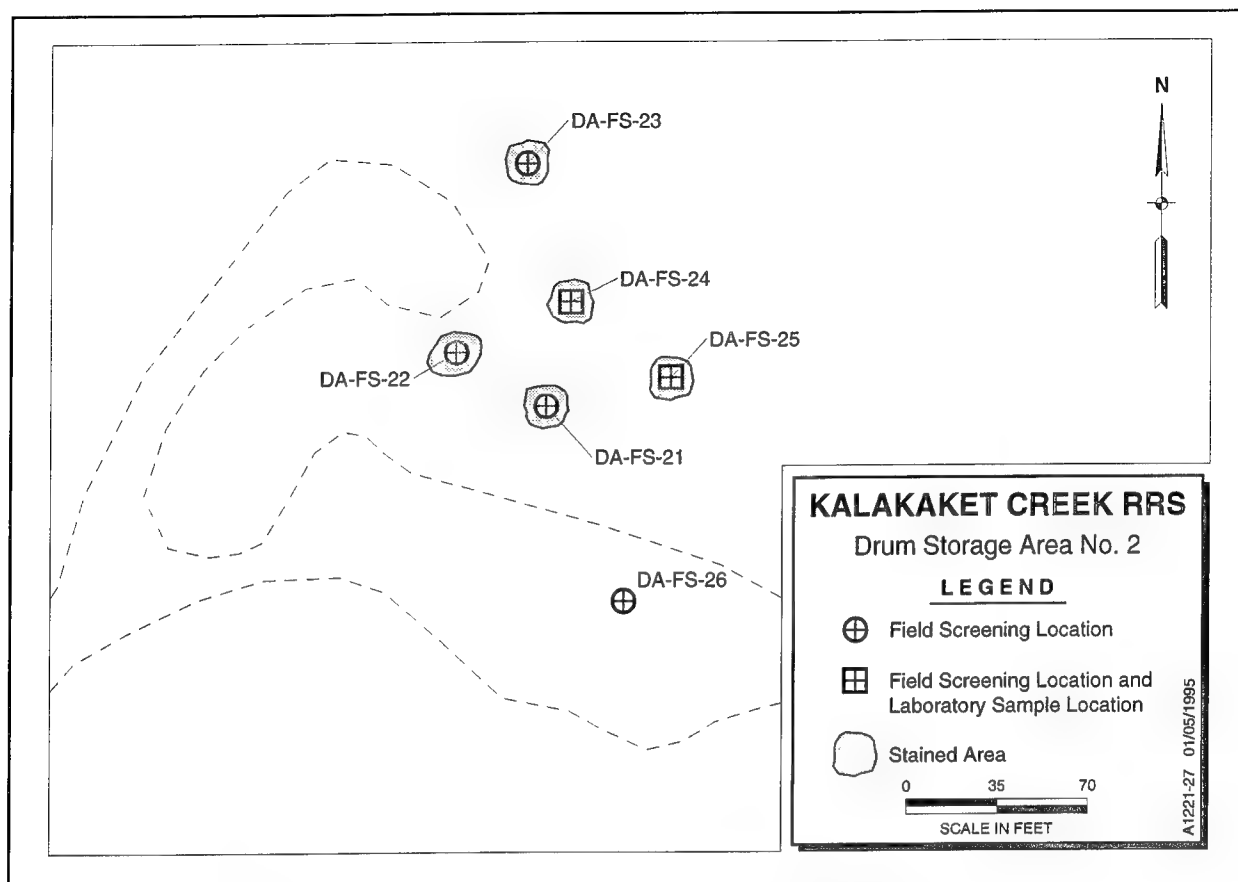 N
DA-FS-23
DA-FS-24
DA-FS-25
DA-FS-22
DA-FS-21
DA-FS-26
KALAKAKET CREEK RRS
Drum Storage Area No. 2
LEGEND
Field Screening Location
Field Screening Location and
Laboratory Sample Location
Stained Area
0 35 70
SCALE IN FEET
A1221-27 01/05/1995